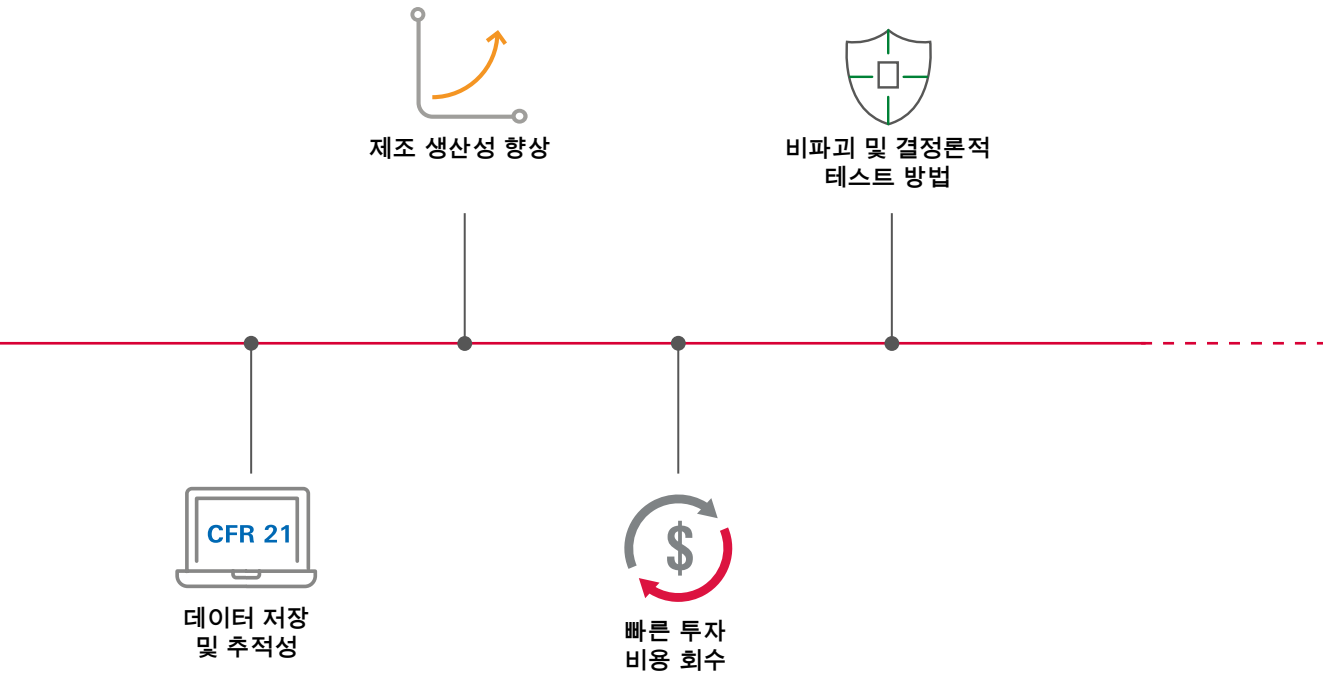 제조 생산성 향상
비파괴 및 결정론적
테스트 방법
CFR 21
데이터 저장
및 추적성
$
빠른 투자
비용 회수